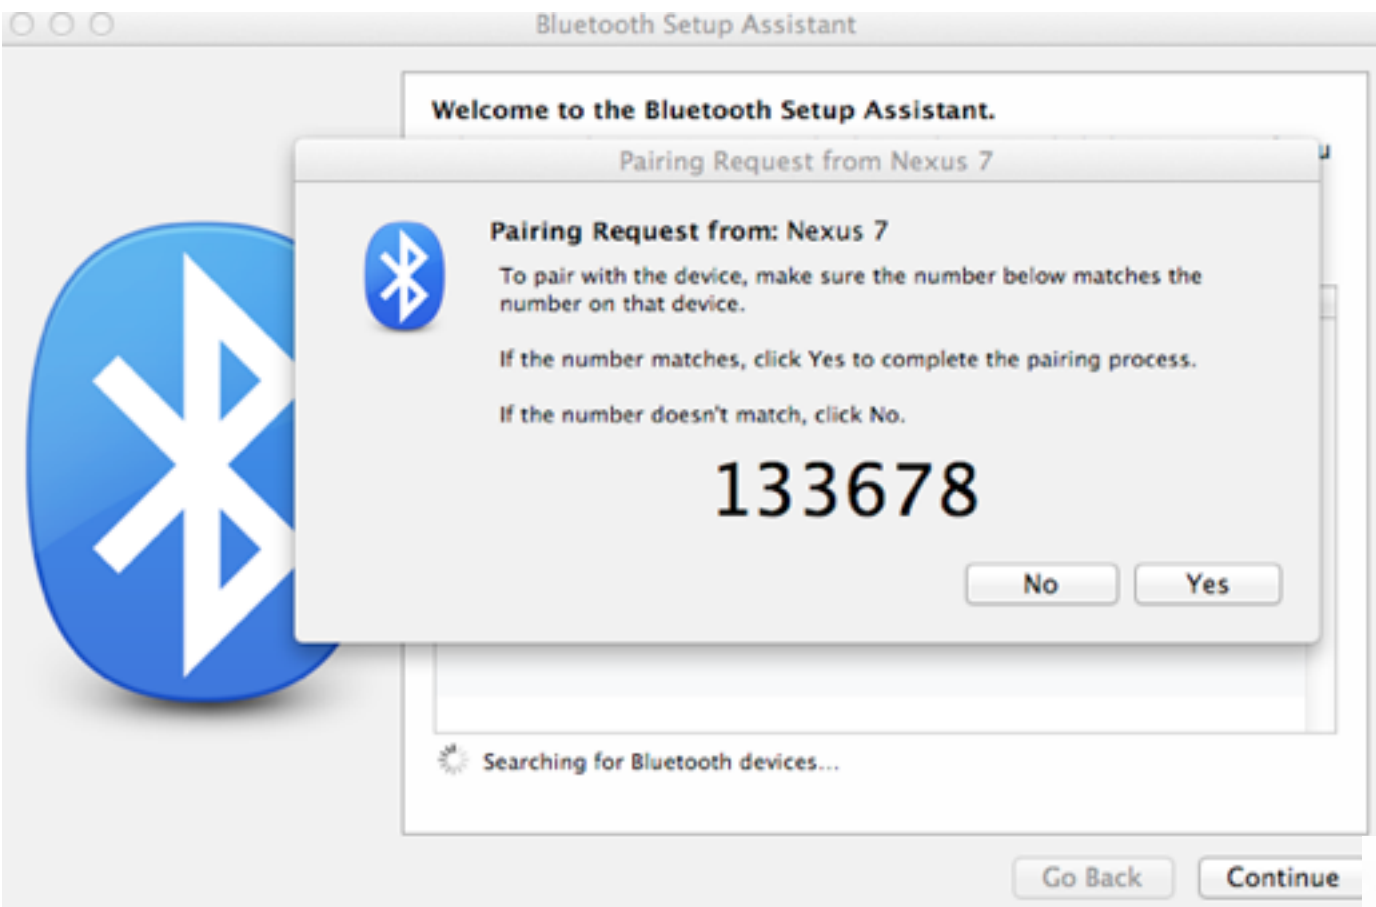 Bluetooth Setup Assistant
Welcome to the Bluetooth Setup Assistant.
Pairing Request from Nexus 7
Pairing Request from: Nexus 7
To pair with the device, make sure the number below matches the
number on that device.
If the number matches, click Yes to complete the pairing process.
If the number doesn't match, click No.
133678
No Yes
Searching for Bluetooth devices...
Go Back Continue